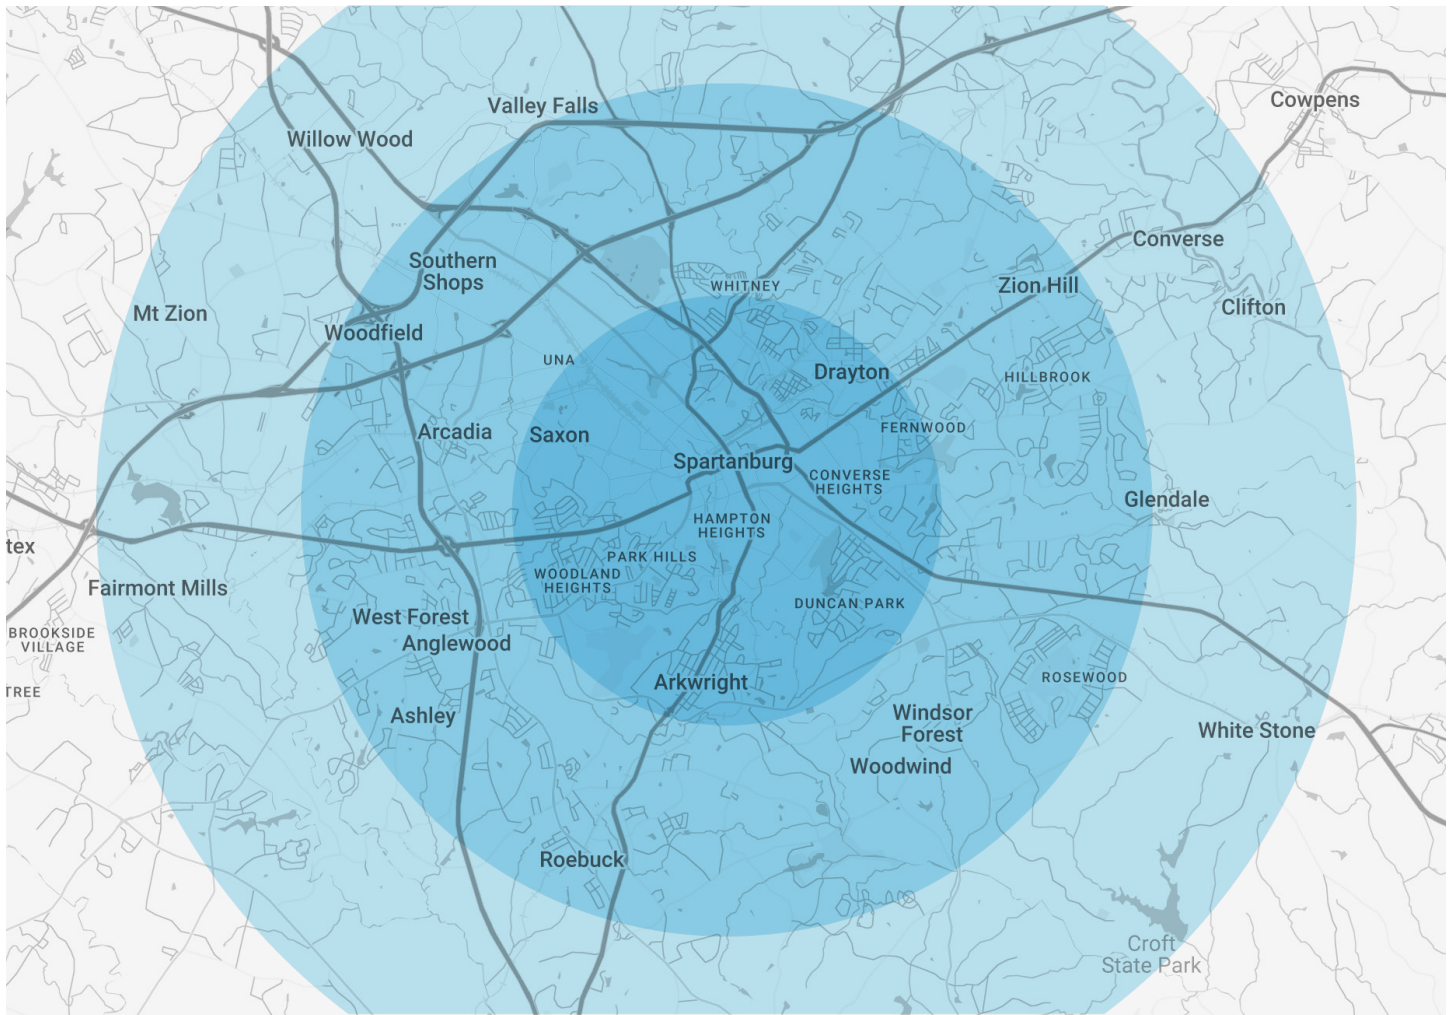 Cowpens
Valley Falls
Willow Wood
Converse
Southern
Shops
Zion Hill
WHITNEY
Clifton
Mt Zion
Woodfield
UNA
Drayton
HILLBROOK
Arcadia
Saxon
FERNWOOD
Spartanburg
CONVERSE
HEIGHTS
Glendale
HAMPTON
HEIGHTS
tex
PARK HILLS
WOODLAND
HEIGHTS
Fairmont Mills
DUNCAN PARK
West Forest
BROOKSIDE
VILLAGE
Anglewood
ROSEWOOD
Arkwright
TREE
Ashley
Windsor
Forest
White Stone
Woodwind
Roebuck
Croft
State Park